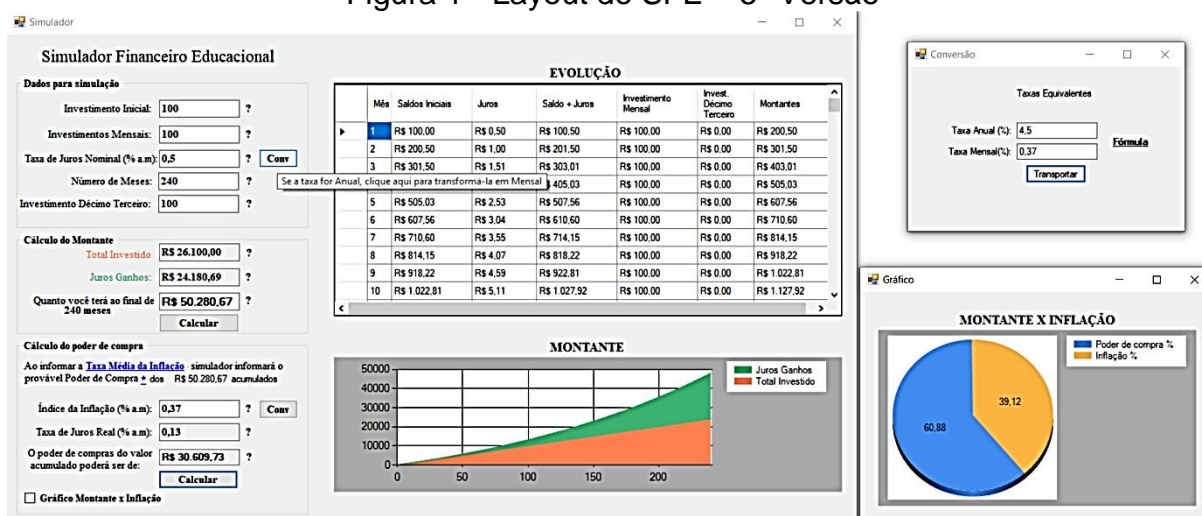 Figura 4 - Layout do SFE – 3ª Versão
Simulador
Simulador Financeiro Educacional
Dados para simulação
Investimento Inicial: 100 ?
Investimentos Mensais: 100 ?
Taxa de Juros Nominal (% a.m): 0,5 ? Conv
Número de Meses: 240 ?
Se a taxa for Anual, clique aqui para transformá-la em Mensal
Investimento Décimo Terceiro: 100 ?
Cálculo do Montante
Total Investido R$ 26.100,00 ?
Juros Ganhos: R$ 24.180,69 ?
Quanto você terá ao final de 240 meses R$ 50.280,67 ?
Calcular
Cálculo do poder de compra
Ao informar a Taxa Média da Inflação simulador informará o
provável Poder de Compra * dos R$ 50.280,67 acumulados
Índice da Inflação (% a.m): 0,37 ? Conv
Taxa de Juros Real (% a.m): 0,13 ?
O poder de compras do valor acumulado poderá ser de: R$ 30.609,73 ?
Calcular
Gráfico Montante x Inflação
EVOLUÇÃO
Mês Saldos Iniciais Juros Saldo + Juros Investimento Mensal Invest. Décimo Terceiro Montantes
1 R$ 100,00 R$ 0,50 R$ 100,50 R$ 100,00 R$ 0,00 R$ 200,50
2 R$ 200,50 R$ 1,00 R$ 201,50 R$ 100,00 R$ 0,00 R$ 301,50
3 R$ 301,50 R$ 1,51 R$ 303,01 R$ 100,00 R$ 0,00 R$ 403,01
405,03 R$ 100,00 R$ 0,00 R$ 505,03
5 R$ 505,03 R$ 2,53 R$ 507,56 R$ 100,00 R$ 0,00 R$ 607,56
6 R$ 607,56 R$ 3,04 R$ 610,60 R$ 100,00 R$ 0,00 R$ 710,60
7 R$ 710,60 R$ 3,55 R$ 714,15 R$ 100,00 R$ 0,00 R$ 814,15
8 R$ 814,15 R$ 4,07 R$ 818,22 R$ 100,00 R$ 0,00 R$ 918,22
9 R$ 918,22 R$ 4,59 R$ 922,81 R$ 100,00 R$ 0,00 R$ 1.022,81
10 R$ 1.022,81 R$ 5,11 R$ 1.027,92 R$ 100,00 R$ 0,00 R$ 1.127,92
MONTANTE
50000
40000
30000
20000
10000
0
0 50 100 150 200
Juros Ganhos
Total Investido
Conversão
Taxas Equivalentes
Taxa Anual (%): 4,5
Taxa Mensal(%): 0,37
Fórmula
Transportar
Gráfico
MONTANTE X INFLAÇÃO
Poder de compra %
Inflação %
39,12
60,88